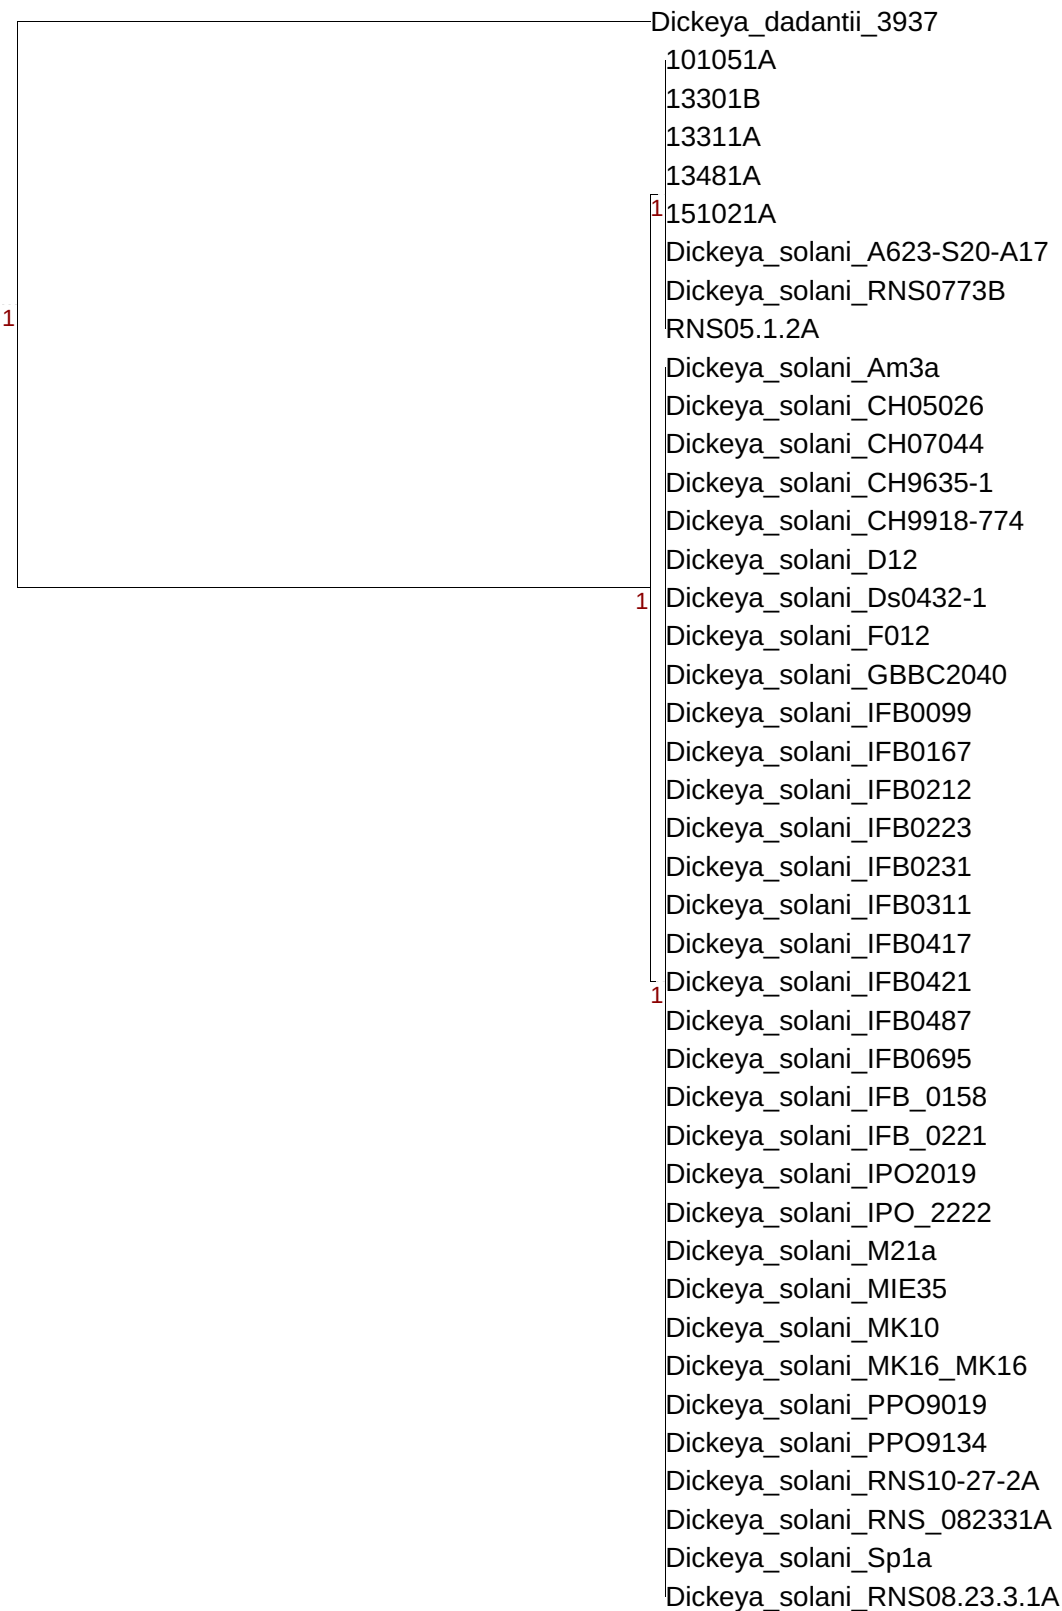 Dickeya_dadantii_3937
101051A
13301B
13311A
13481A
1
151021A
Dickeya_solani_A623-S20-A17
Dickeya_solani_RNS0773B
1
RNS05.1.2A
Dickeya_solani_Am3a
Dickeya_solani_CH05026
Dickeya_solani_CH07044
Dickeya_solani_CH9635-1
Dickeya_solani_CH9918-774
Dickeya_solani_D12
1
Dickeya_solani_Ds0432-1
Dickeya_solani_F012
Dickeya_solani_GBBC2040
Dickeya_solani_IFB0099
Dickeya_solani_IFB0167
Dickeya_solani_IFB0212
Dickeya_solani_IFB0223
Dickeya_solani_IFB0231
Dickeya_solani_IFB0311
Dickeya_solani_IFB0417
Dickeya_solani_IFB0421
1
Dickeya_solani_IFB0487
Dickeya_solani_IFB0695
Dickeya_solani_IFB_0158
Dickeya_solani_IFB_0221
Dickeya_solani_IPO2019
Dickeya_solani_IPO_2222
Dickeya_solani_M21a
Dickeya_solani_MIE35
Dickeya_solani_MK10
Dickeya_solani_MK16_MK16
Dickeya_solani_PPO9019
Dickeya_solani_PPO9134
Dickeya_solani_RNS10-27-2A
Dickeya_solani_RNS_082331A
Dickeya_solani_Sp1a
Dickeya_solani_RNS08.23.3.1A